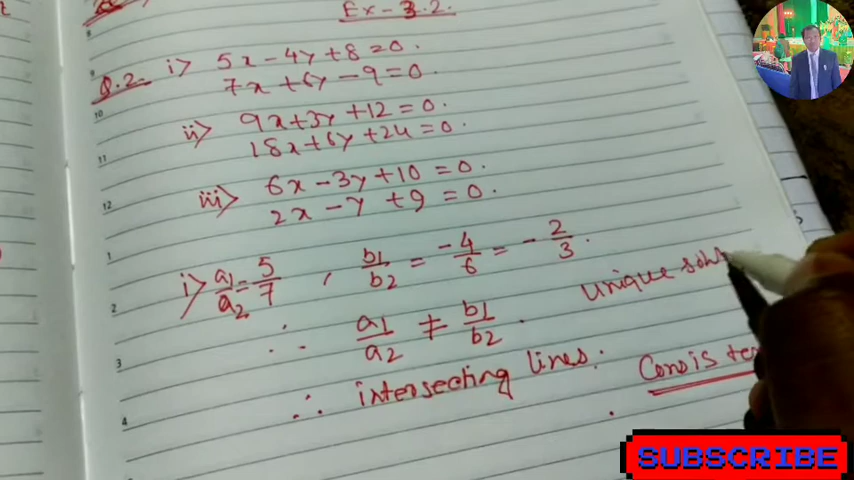 Ex-3.2.
Q.2. i> 5x-4y+8=0.
7x+6y-9=0.
ii> 9x+3y+12=0.
18x+6y+24=0.
iii> 6x-3y+10=0.
2x-y+9=0.
i> a1/a2=5/7, b1/b2=-4/6=-2/3.
∴ a1/a2≠b1/b2. unique
∴ intersecting lines. Consiste
SUBSCRIBE